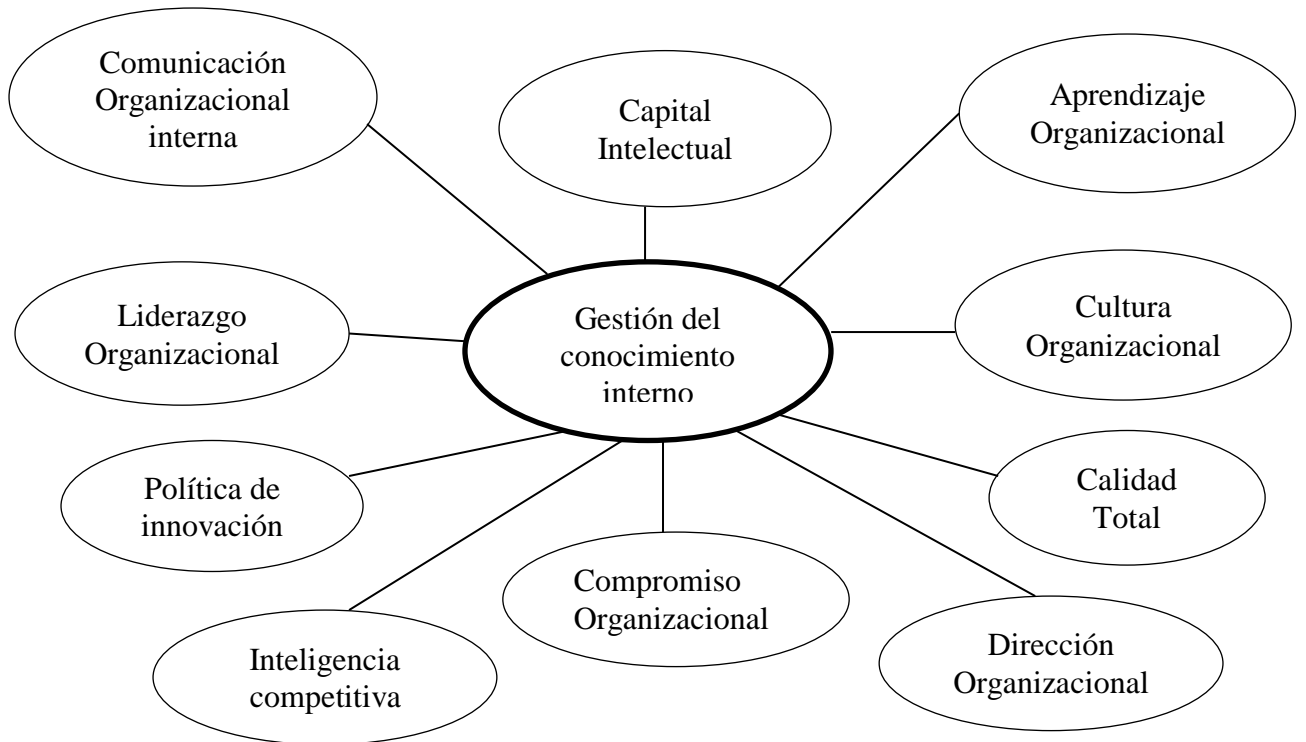 Comunicación
Organizacional
interna
Capital
Intelectual
Aprendizaje
Organizacional
Liderazgo
Organizacional
Gestión del
conocimiento
interno
Cultura
Organizacional
Política de
innovación
Calidad
Total
Compromiso
Organizacional
Inteligencia
competitiva
Dirección
Organizacional